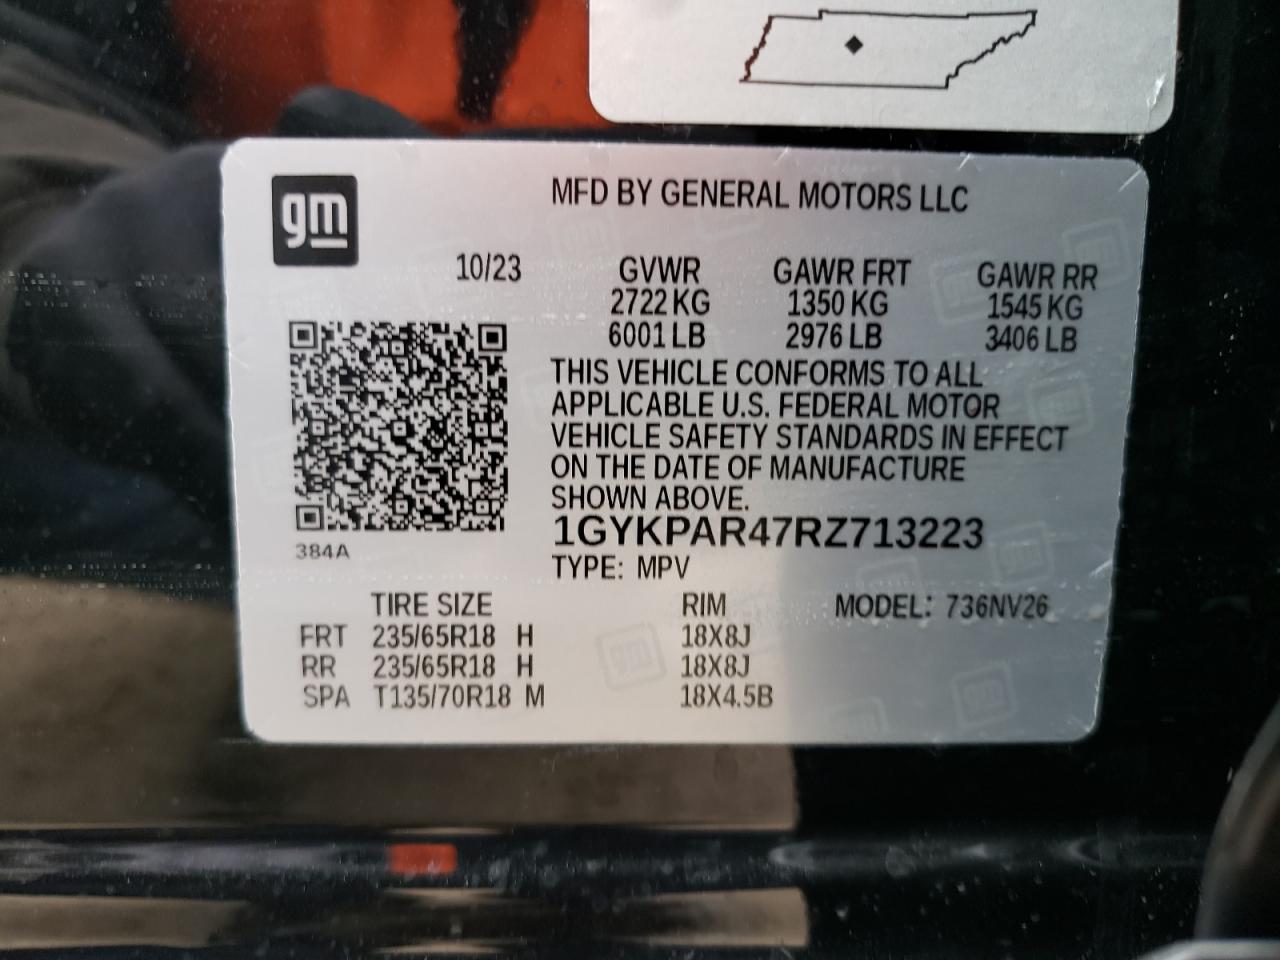 gm
MFD BY GENERAL MOTORS LLC
10/23 GVWR GAWR FRT GAWR RR
2722 KG 1350 KG 1545 KG
6001 LB 2976 LB 3406 LB
THIS VEHICLE CONFORMS TO ALL
APPLICABLE U.S. FEDERAL MOTOR
VEHICLE SAFETY STANDARDS IN EFFECT
ON THE DATE OF MANUFACTURE
SHOWN ABOVE.
1GYKPAR47RZ713223
TYPE: MPV
384A
TIRE SIZE RIM MODEL: 736NV26
FRT 235/65R18 H 18X8J
RR 235/65R18 H 18X8J
SPA T135/70R18 M 18X4.5B